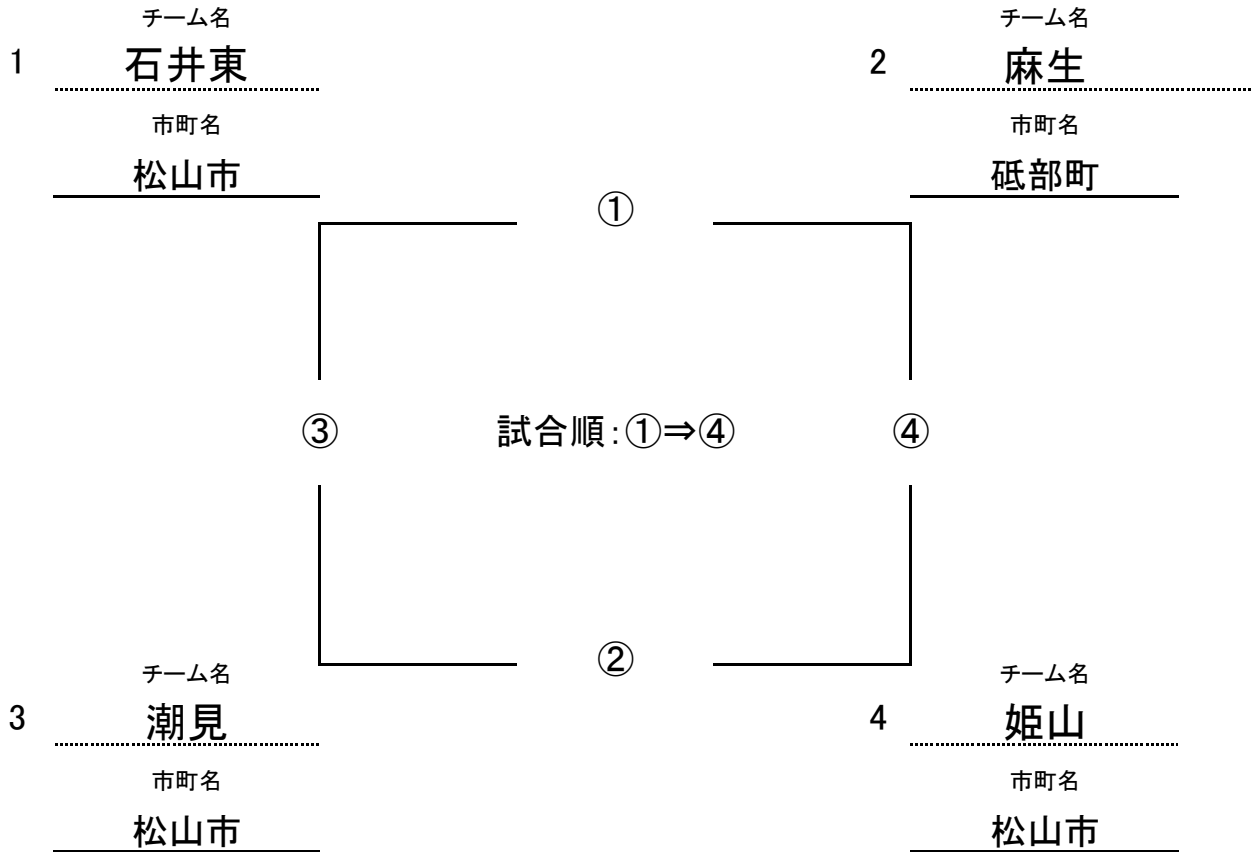 チーム名
1 石井東
市町名
松山市
チーム名
2 麻生
市町名
砥部町
①
③ 試合順:①⇒④ ④
②
チーム名
3 潮見
市町名
松山市
チーム名
4 姫山
市町名
松山市